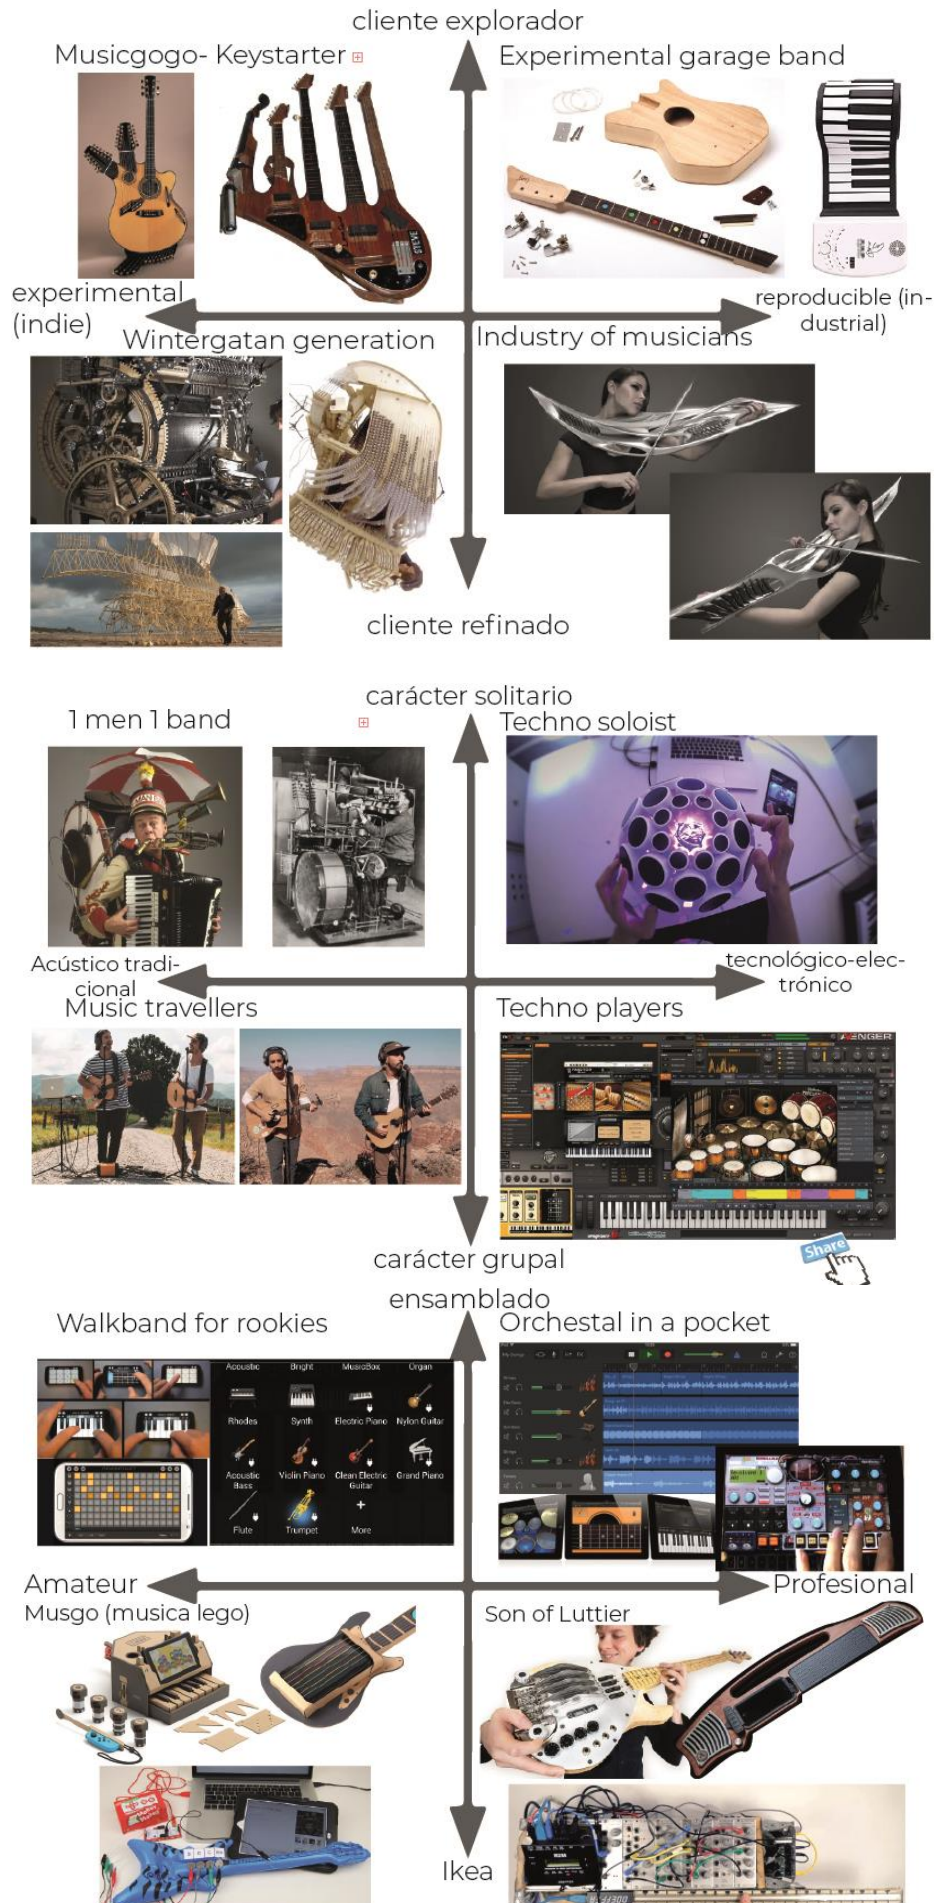 cliente explorador
Musicgogo- Keystarter
Experimental garage band
STEVE
experimental
(indie)
reproducible (in-
dustrial)
Wintergatan generation
Industry of musicians
cliente refinado
carácter solitario
1 men 1 band
Techno soloist
Acústico tradi-
cional
tecnológico-elec-
trónico
Music travellers
Techno players
Share
carácter grupal
ensamblado
Walkband for rookies
Orchestal in a pocket
Acoustic Bright MusicBox Organ
Rhodes Synth Electric Piano Nylon Guitar
Acoustic Violin Piano Clean Electric Grand Piano
Bass Guitar
Flute Trumpet More
Amateur
Profesional
Musgo (musica lego)
Son of Luttier
Ikea